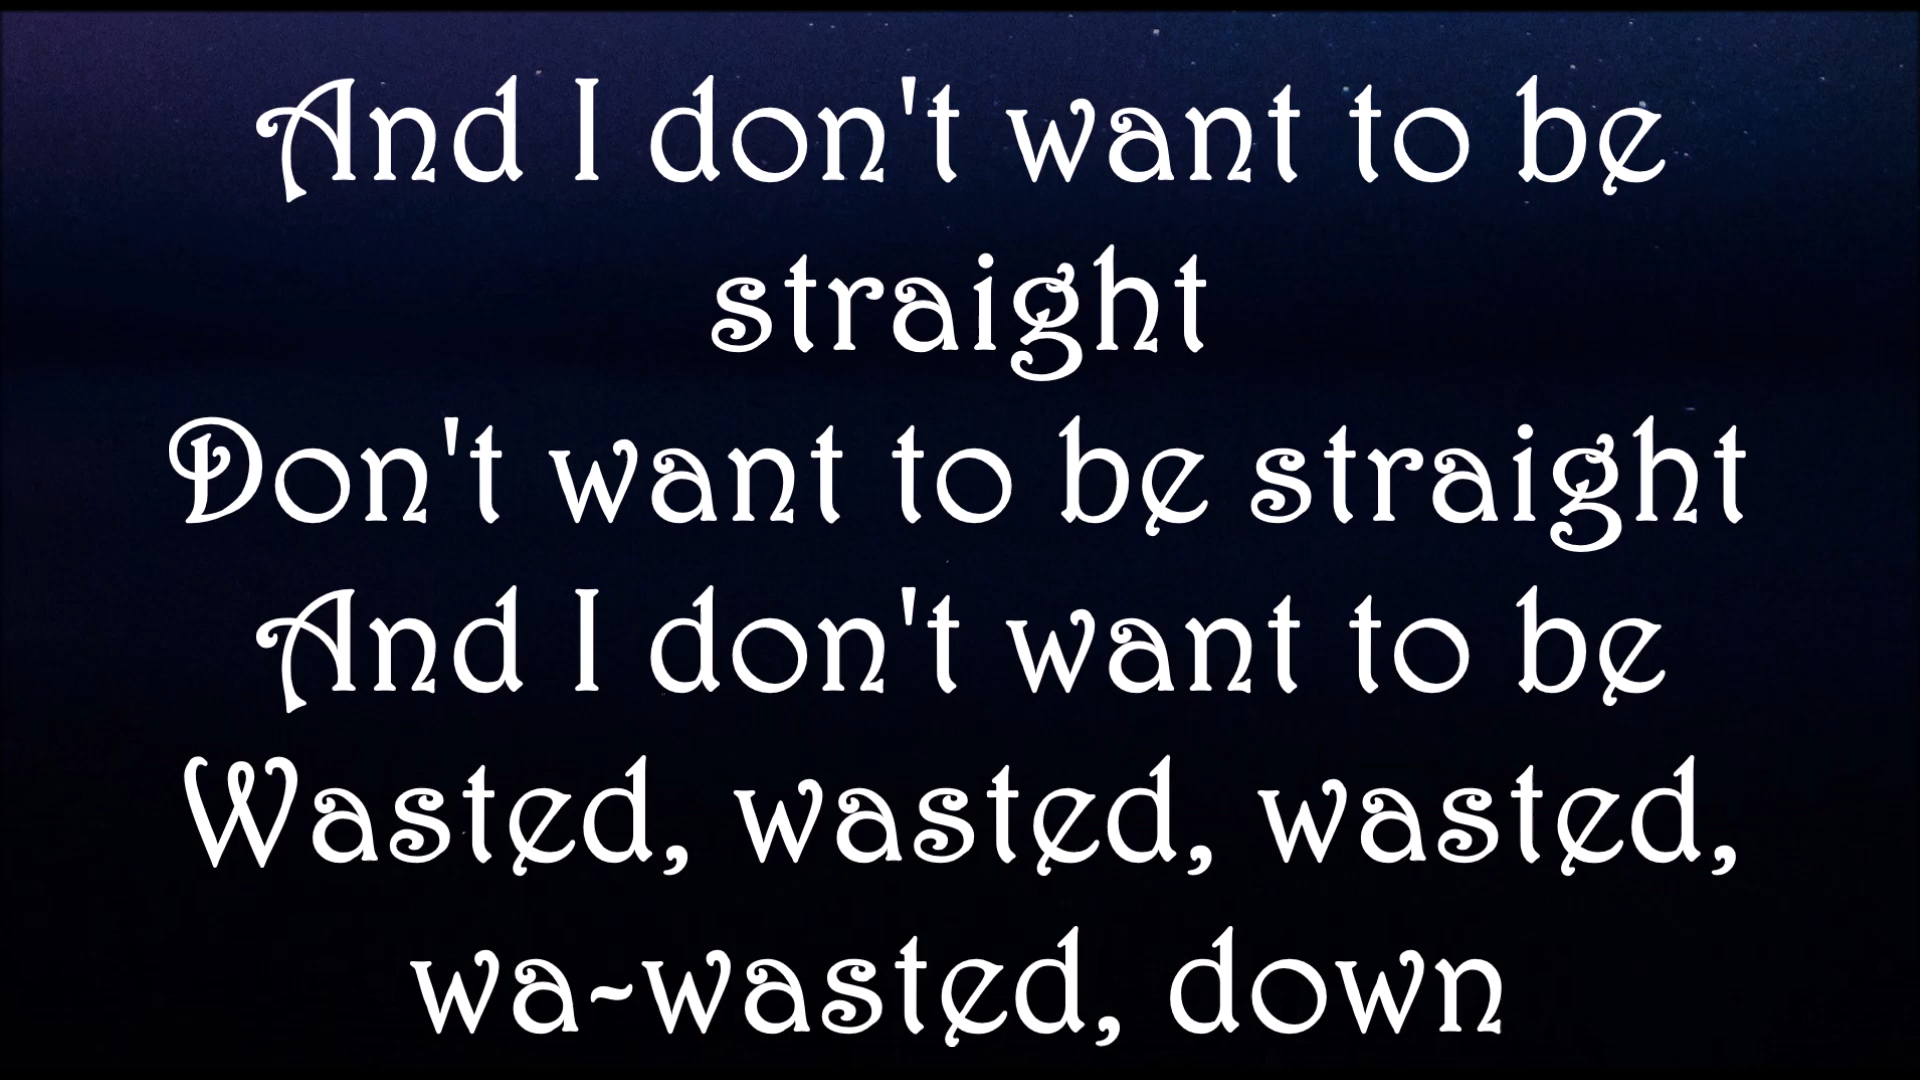 And I don't want to be
straight
Don't want to be straight
And I don't want to be
Wasted, wasted, wasted,
wa-wasted, down